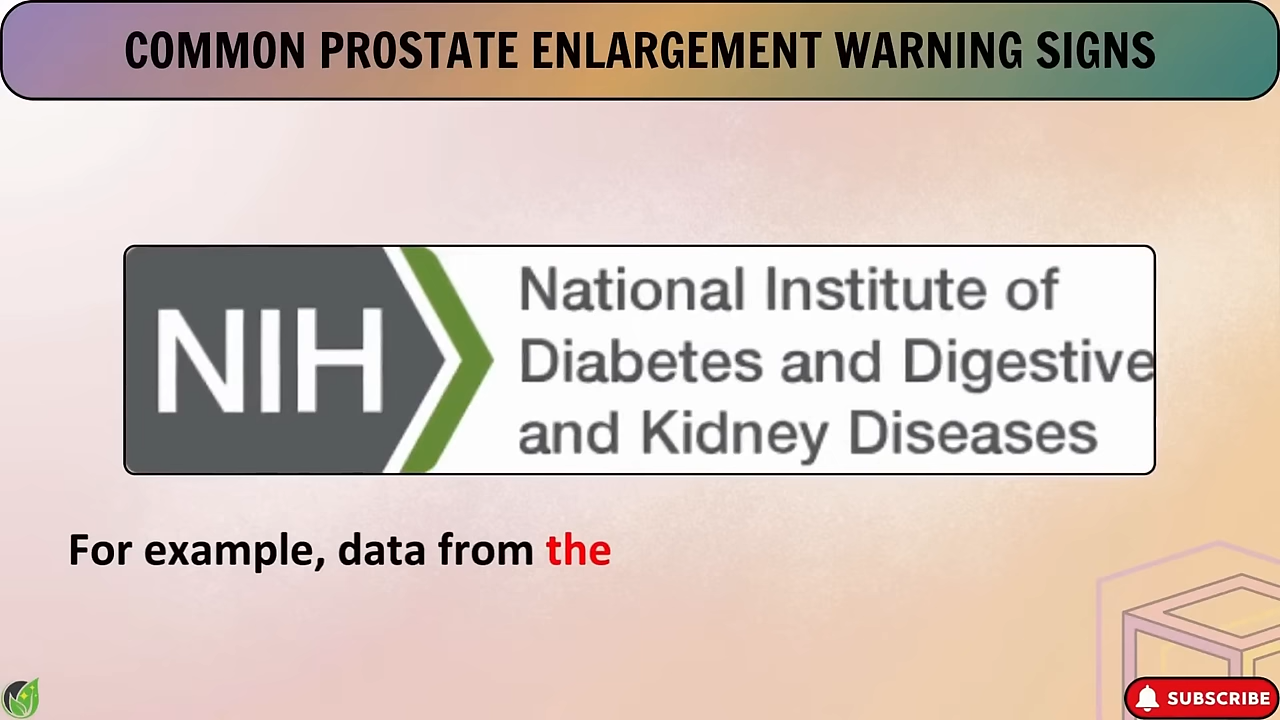 COMMON PROSTATE ENLARGEMENT WARNING SIGNS
NIH
National Institute of
Diabetes and Digestive
and Kidney Diseases
For example, data from the
SUBSCRIBE